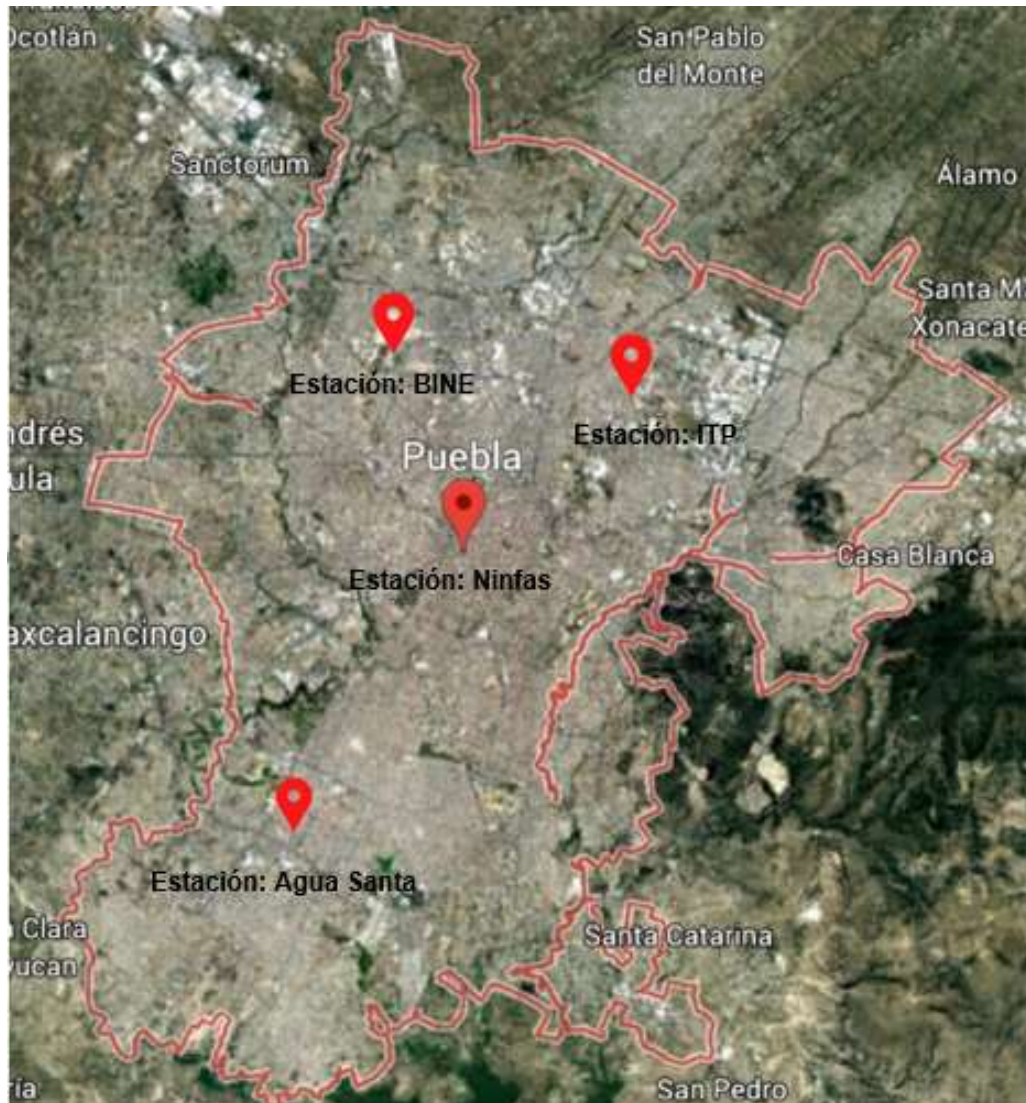 Ocotlán
San Pablo
del Monte
Sanctorum
Álamo
Santa M
Xonacate
Estación: BINE
Estación: ITP
ndrés
ula
Puebla
Casa Blanca
Estación: Ninfas
axcalancingo
Estación: Agua Santa
Clara
yucan
Santa Catarina
ría
San Pedro